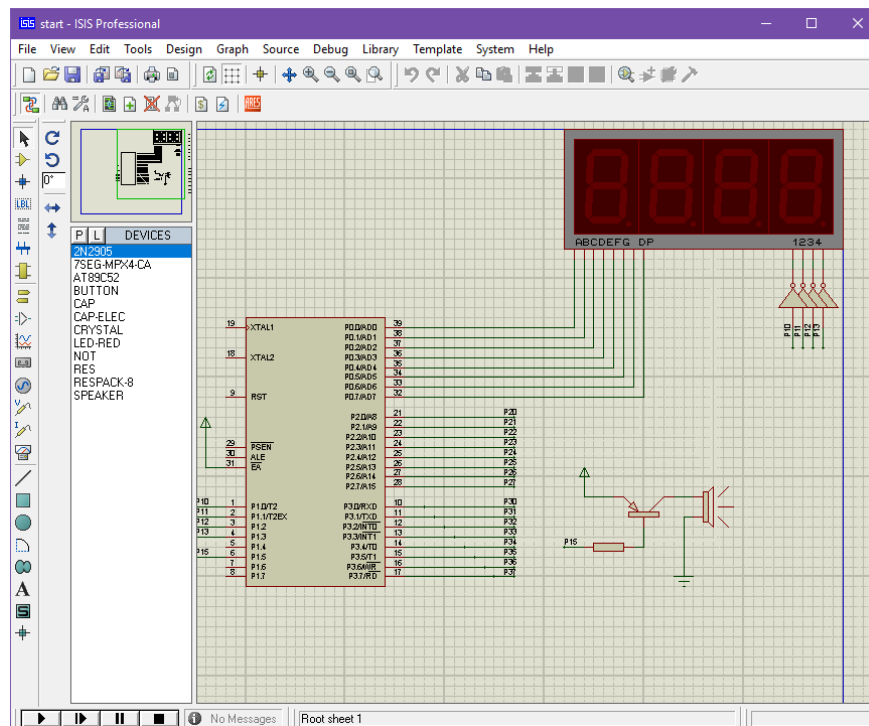 ISIS start - ISIS Professional
File View Edit Tools Design Graph Source Debug Library Template System Help
ARES
0°
LBL
P L DEVICES
2N2905
7SEG-MPX4-CA
AT89C52
BUTTON
CAP
CAP-ELEC
CRYSTAL
LED-RED
NOT
RES
RESPACK-8
SPEAKER
A
S
ABCDEFG DP
1234
P10
P11
P12
P13
19 XTAL1 P0.0/AD0 39
P0.1/AD1 38
P0.2/AD2 37
18 XTAL2 P0.3/AD3 36
P0.4/AD4 35
P0.5/AD5 34
P0.6/AD6 33
9 RST P0.7/AD7 32
P2.0/A8 21 P20
P2.1/A9 22 P21
P2.2/A10 23 P22
29 PSEN P2.3/A11 24 P23
30 ALE P2.4/A12 25 P24
31 EA P2.5/A13 26 P25
P2.6/A14 27 P26
P2.7/A15 28 P27
P10 1 P1.0/T2 P3.0/RXD 10 P30
P11 2 P1.1/T2EX P3.1/TXD 11 P31
P12 3 P1.2 P3.2/INT0 12 P32
P13 4 P1.3 P3.3/INT1 13 P33
5 P1.4 P3.4/T0 14 P34
P15 6 P1.5 P3.5/T1 15 P35
7 P1.6 P3.6/WR 16 P36
8 P1.7 P3.7/RD 17 P37
P15
No Messages
Root sheet 1